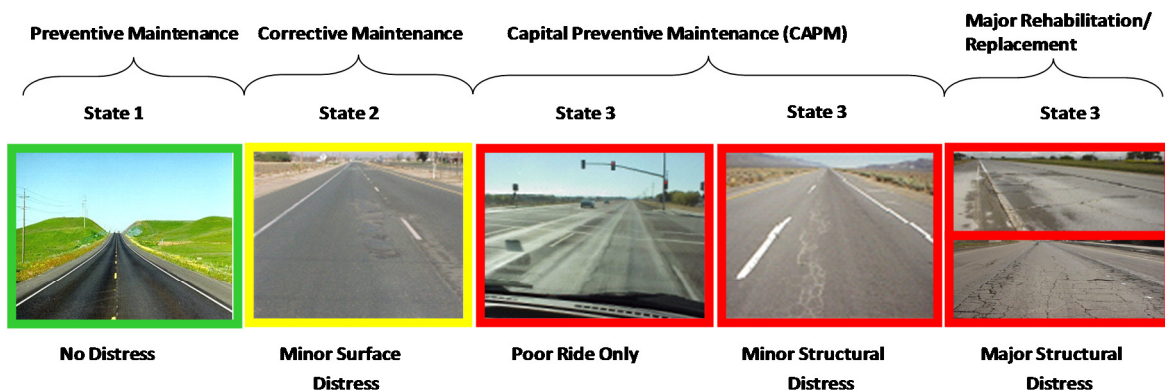 Preventive Maintenance
Corrective Maintenance
Capital Preventive Maintenance (CAPM)
Major Rehabilitation/
Replacement
State 1
State 2
State 3
State 3
State 3
No Distress
Minor Surface
Distress
Poor Ride Only
Minor Structural
Distress
Major Structural
Distress